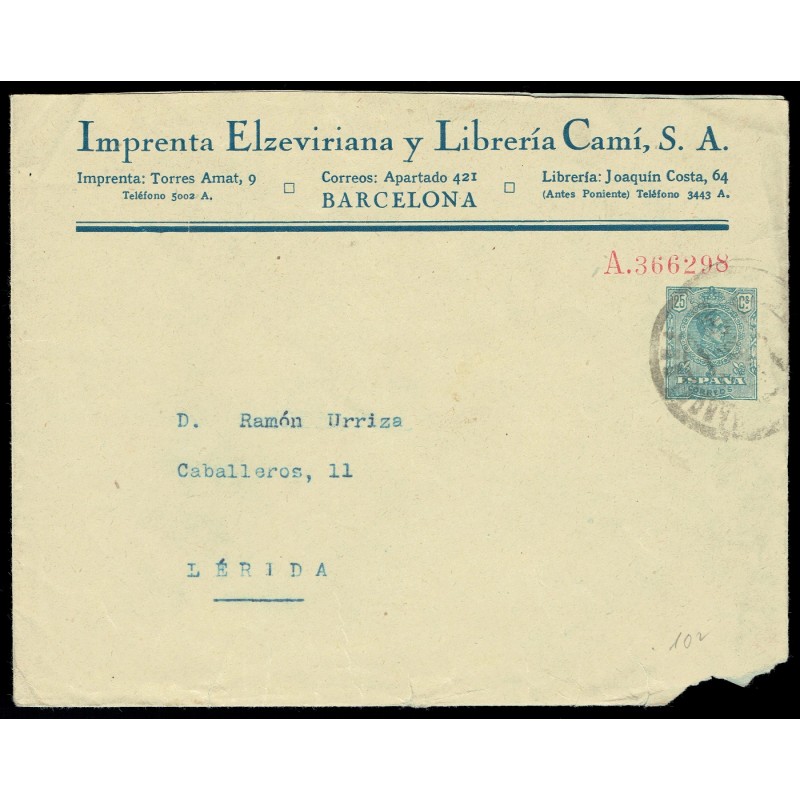 Imprenta Elzeviriana y Librería Camí, S. A.
Imprenta: Torres Amat, 9
Teléfono 5002 A.
Correos: Apartado 421
BARCELONA
Librería: Joaquín Costa, 64
(Antes Poniente) Teléfono 3443 A.
A.366298
25 Cs
ESPAÑA
CORREOS
D. Ramón Urriza
Caballeros, 11
LÉRIDA
102